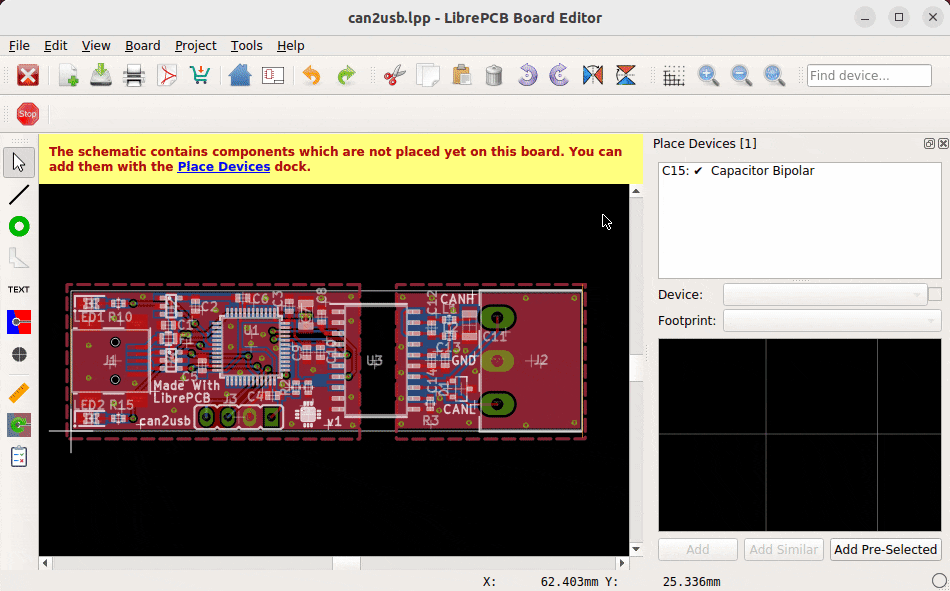 can2usb.lpp - LibrePCB Board Editor
File Edit View Board Project Tools Help
Find device...
Stop
The schematic contains components which are not placed yet on this board. You can
add them with the Place Devices dock.
Place Devices [1]
C15: ✔ Capacitor Bipolar
TEXT
Device:
Footprint:
LED1 R10
C2
C6
C3
CANH
C12
U1
C11
C13
J1
U3
GND
J2
C5
Made With
LibrePCB
C14
LED2 R15
J3
C4
can2usb
Y1
R3
CANL
Add
Add Similar
Add Pre-Selected
X: 62.403mm Y: 25.336mm